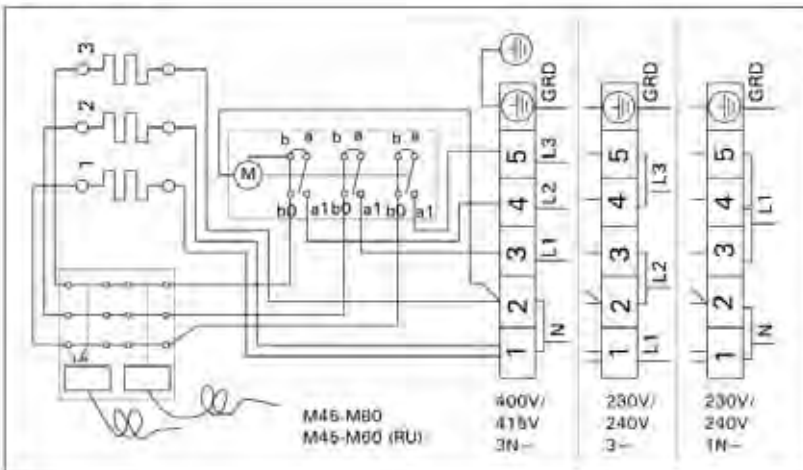 3
2
1
M
b a b a b a
b0 a1 b0 a1 b0 a1
GRD
5
4
3
2
1
L3
L2
L1
N
400V/
415V
3N~
GRD
5
4
3
2
1
L3
L2
L1
230V/
240V
3~
GRD
5
4
3
2
1
L1
N
230V/
240V
1N~
M45-M60
M45-M60 (RU)